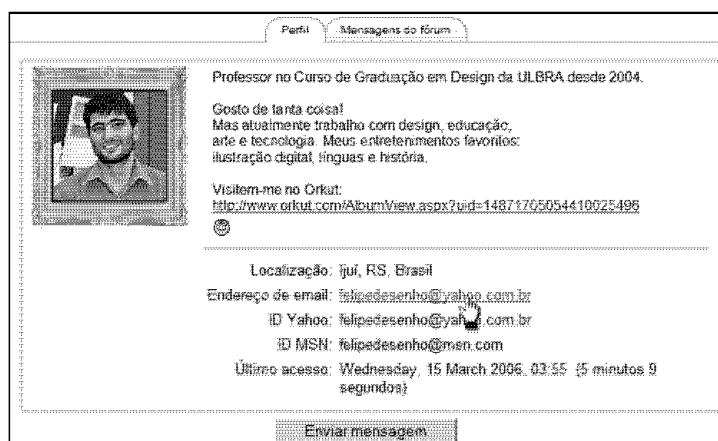 Perfil Mensagens do fórum
Professor no Curso de Graduação em Design da ULBRA desde 2004.
Gosto de tanta coisa!
Mas atualmente trabalho com design, educação,
arte e tecnologia. Meus entretenimentos favoritos:
ilustração digital, línguas e história.
Visitem-me no Orkut:
http://www.orkut.com/AlbumView.aspx?uid=14871705054410025496
Localização: Ijuí, RS, Brasil
Endereço de email: felipedesenho@yahoo.com.br
ID Yahoo: felipedesenho@yahoo.com.br
ID MSN: felipedesenho@msn.com
Último acesso: Wednesday, 15 March 2006, 03:55 (5 minutos 9
segundos)
Enviar mensagem